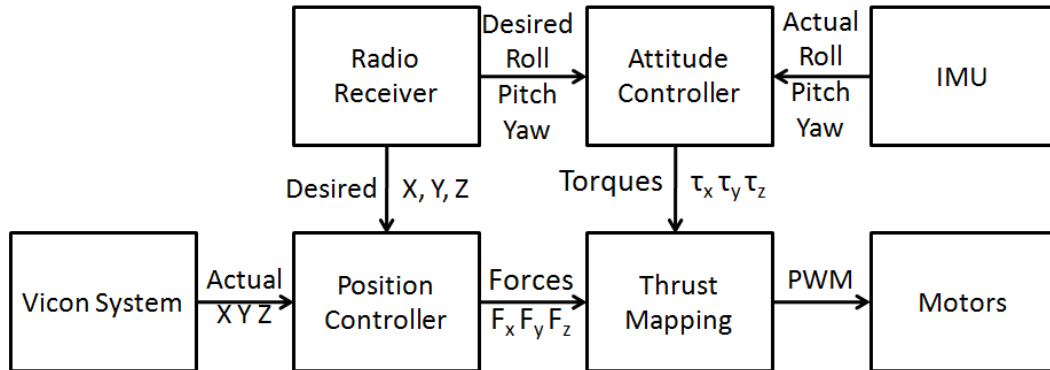 Radio
Receiver
Desired
Roll
Pitch
Yaw
Attitude
Controller
Actual
Roll
Pitch
Yaw
IMU
Desired X, Y, Z
Torques τx τy τz
Vicon System
Actual
X Y Z
Position
Controller
Forces
Fx Fy Fz
Thrust
Mapping
PWM
Motors